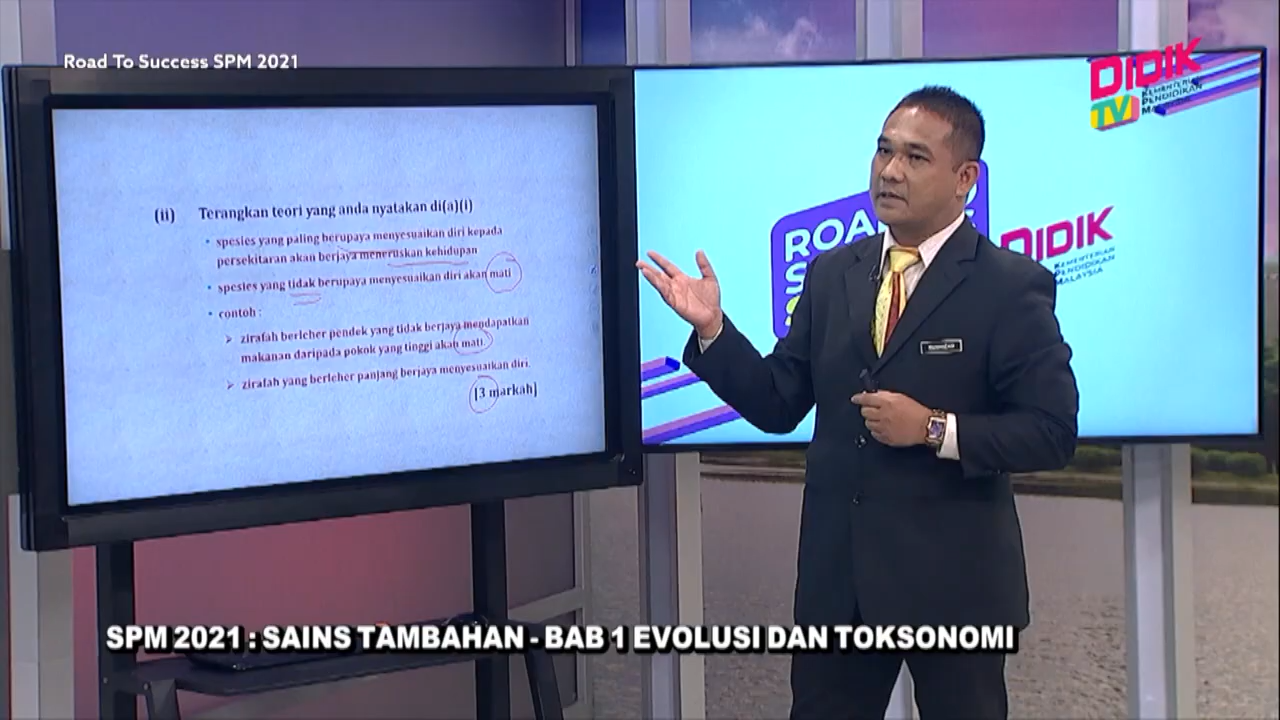 Road To Success SPM 2021
DIDIK
TV
KEMENTERIAN
PENDIDIKAN
(ii) Terangkan teori yang anda nyatakan di(a)(i)
• spesies yang paling berupaya menyesuaikan diri kepada
persekitaran akan berjaya meneruskan kehidupan
• spesies yang tidak berupaya menyesuaikan diri akan mati
• contoh :
➢ zirafah berleher pendek yang tidak berjaya mendapatkan
makanan daripada pokok yang tinggi akan mati.
➢ zirafah yang berleher panjang berjaya menyesuaikan diri.
[3 markah]
DIDIK
KEMENTERIAN
PENDIDIKAN
MALAYSIA
SPM 2021 : SAINS TAMBAHAN - BAB 1 EVOLUSI DAN TOKSONOMI